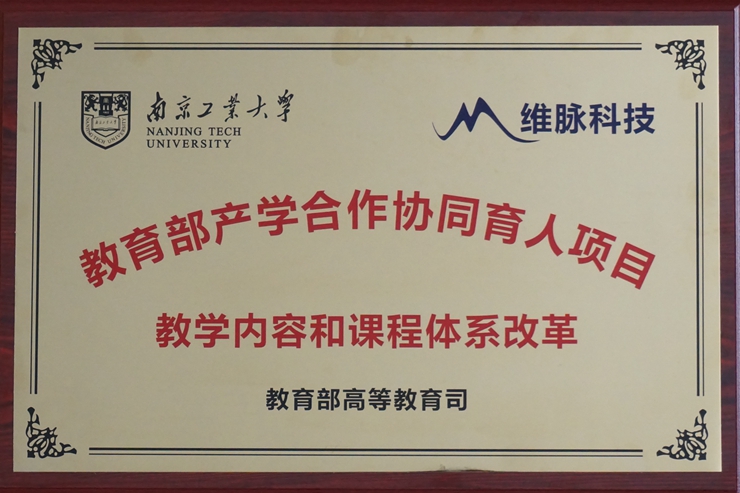 南京工业大学
NANJING TECH
UNIVERSITY
维脉科技
教育部产学合作协同育人项目
教学内容和课程体系改革
教育部高等教育司